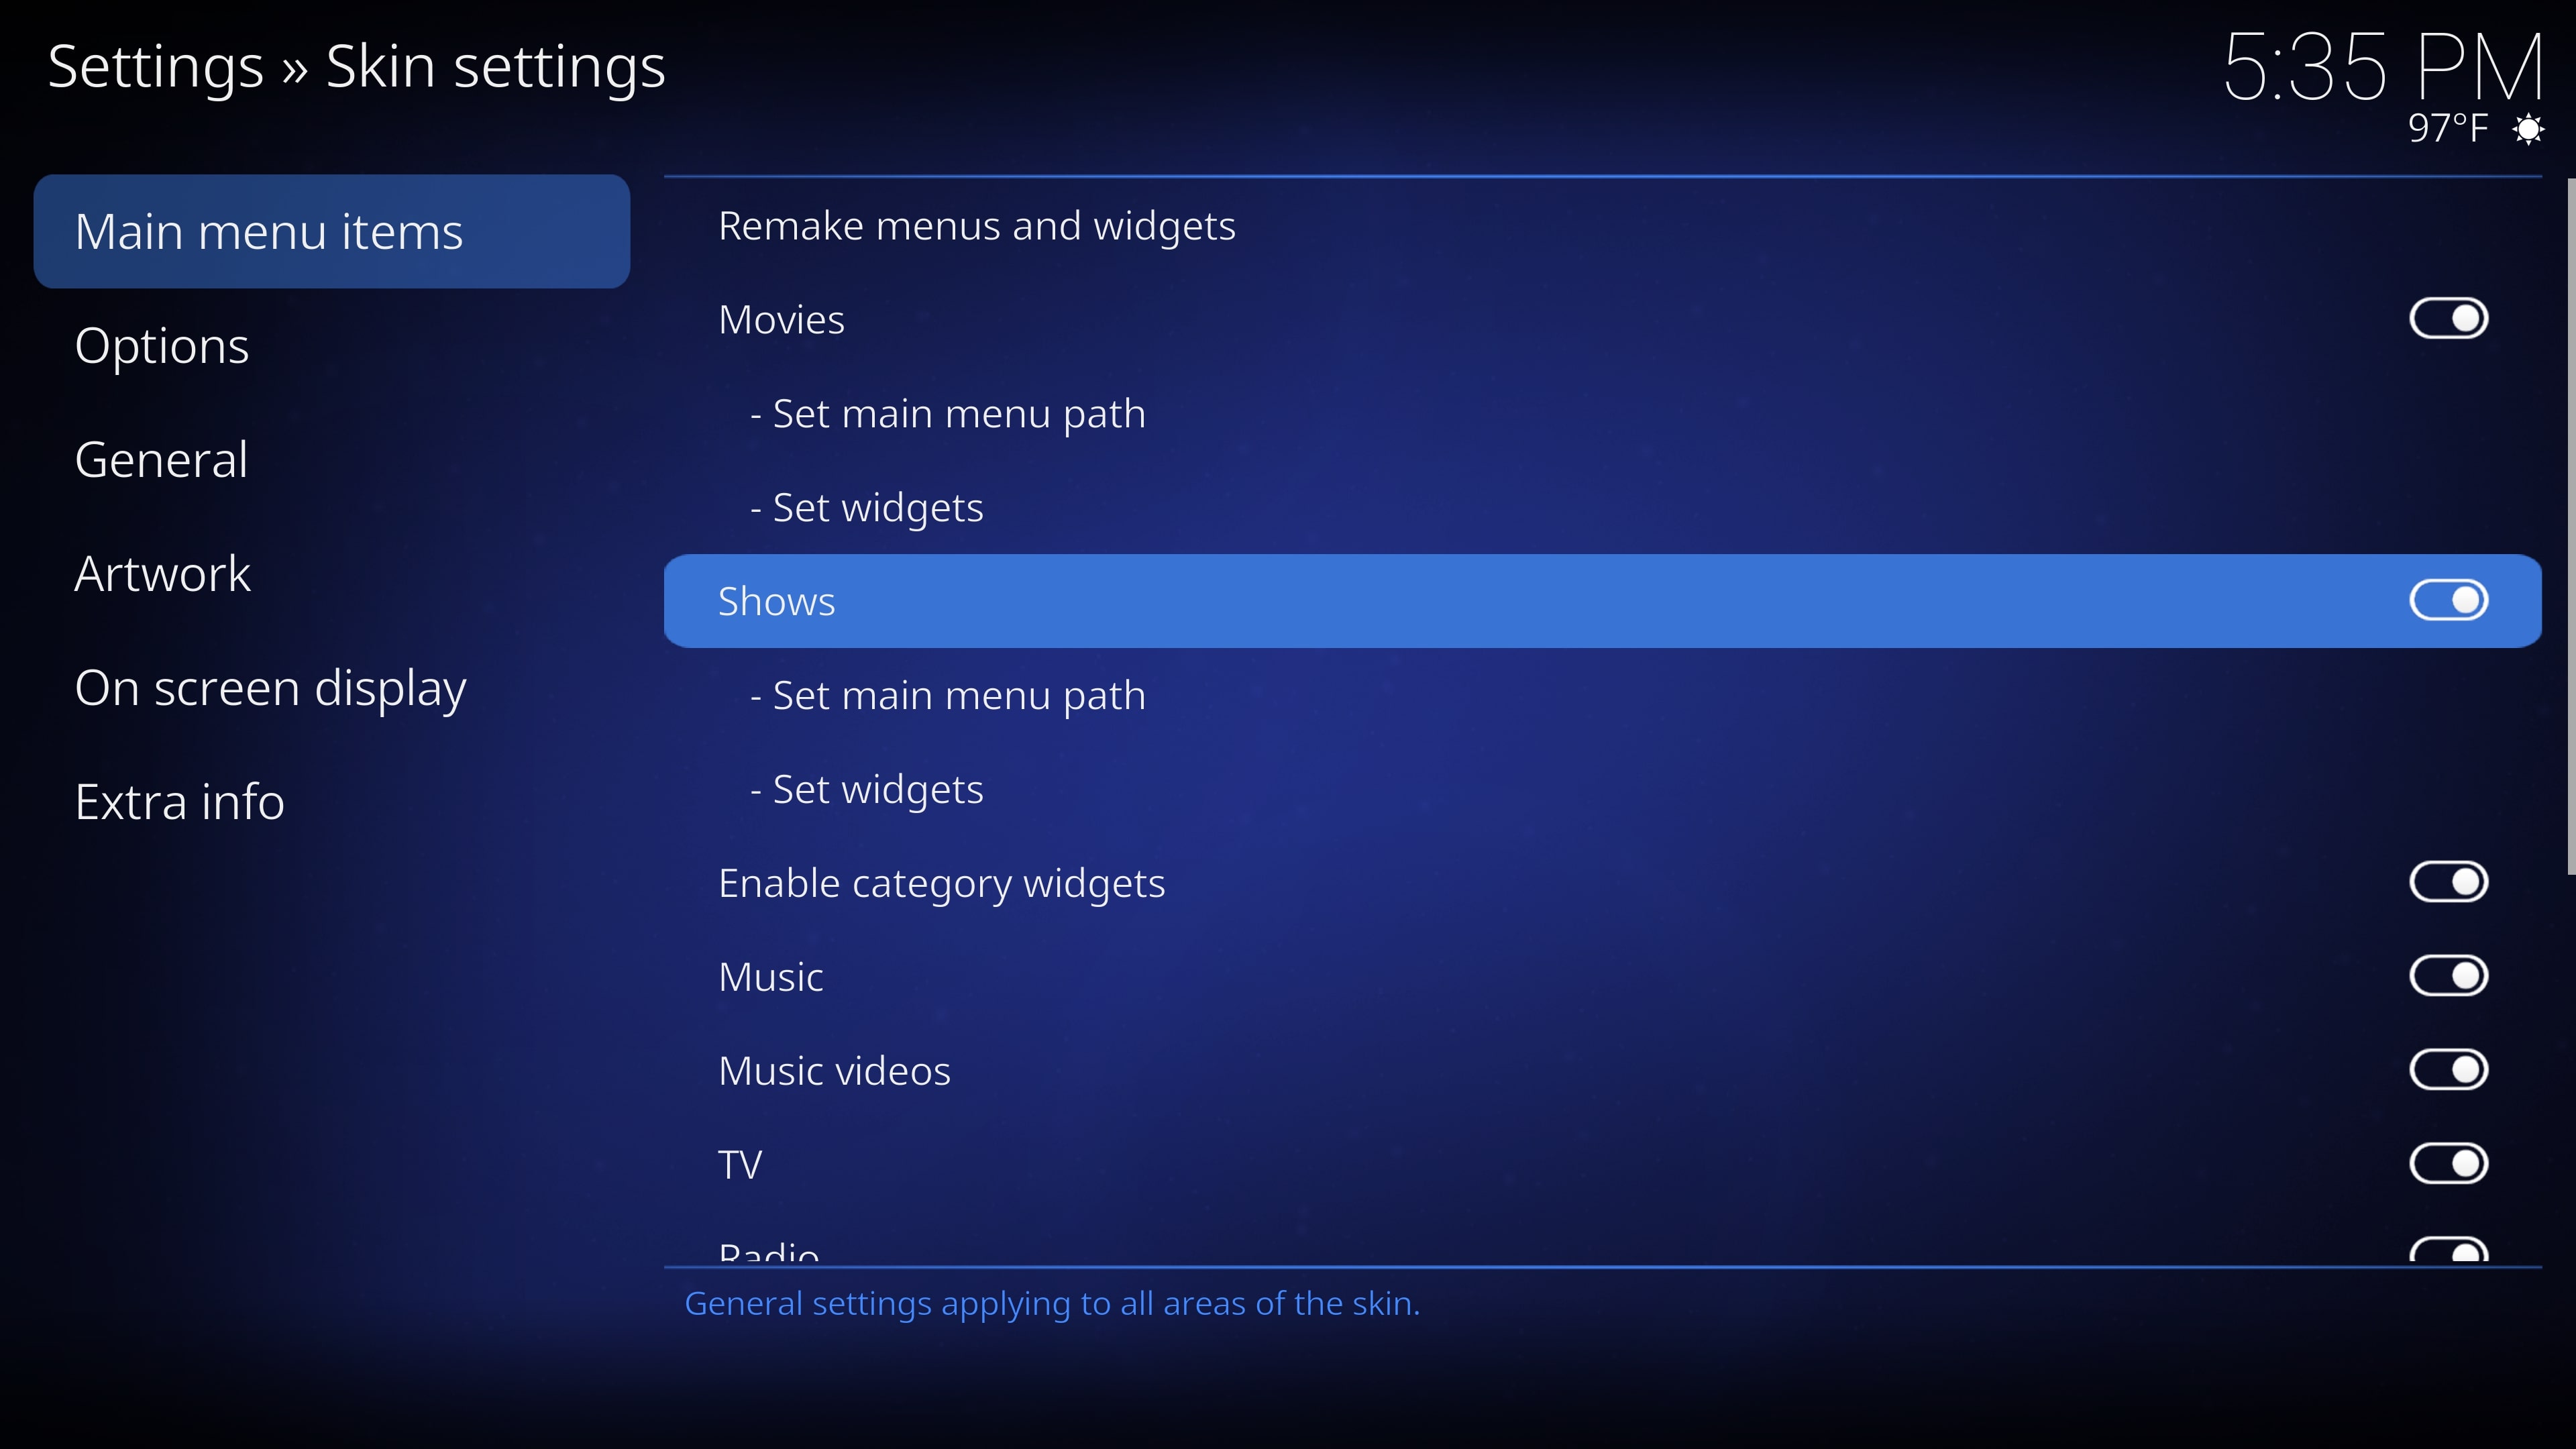 Settings » Skin settings
5:35 PM
97°F
Main menu items
Options
General
Artwork
On screen display
Extra info
Remake menus and widgets
Movies
- Set main menu path
- Set widgets
Shows
- Set main menu path
- Set widgets
Enable category widgets
Music
Music videos
TV
Radio
General settings applying to all areas of the skin.